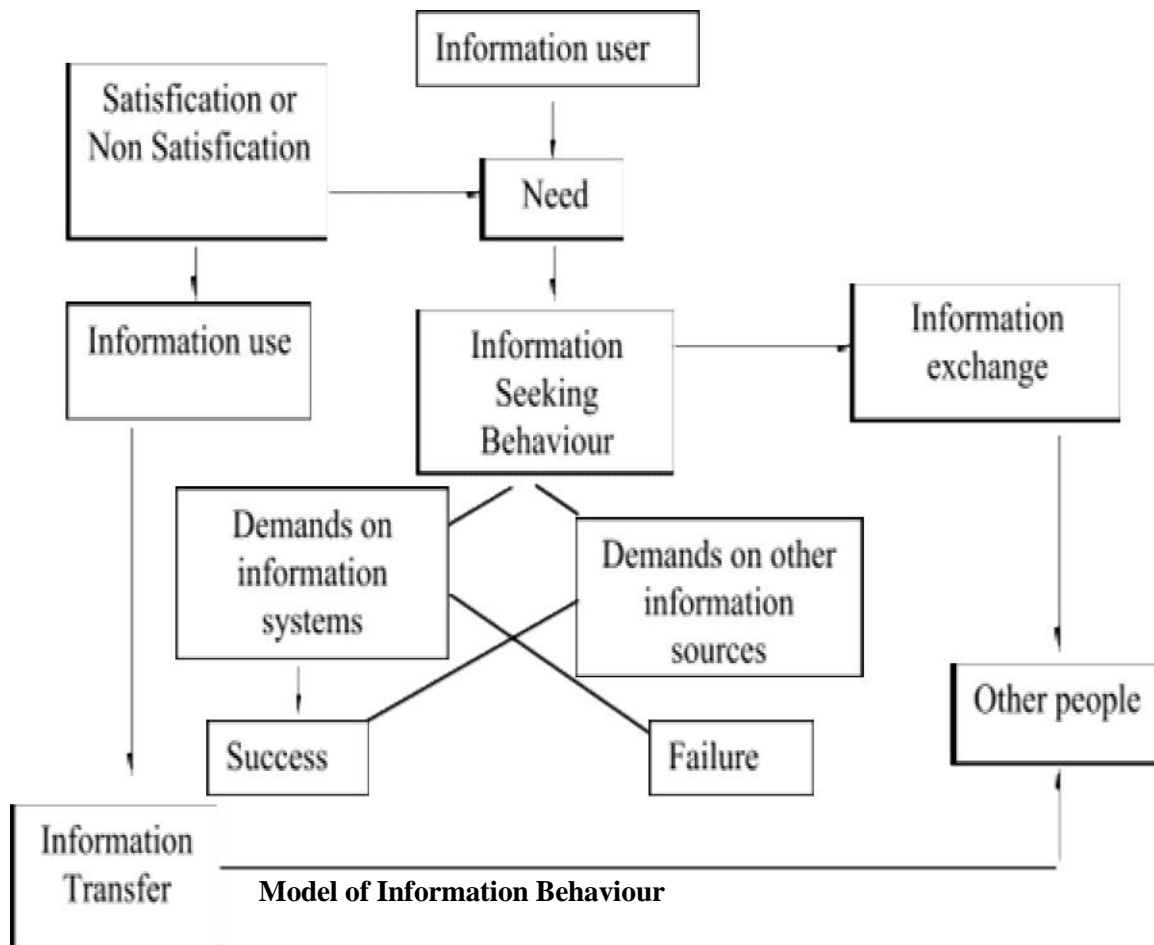 Information user
Satisfication or
Non Satisfication
Need
Information use
Information
Seeking
Behaviour
Information
exchange
Demands on
information
systems
Demands on other
information
sources
Success
Failure
Other people
Information
Transfer
Model of Information Behaviour